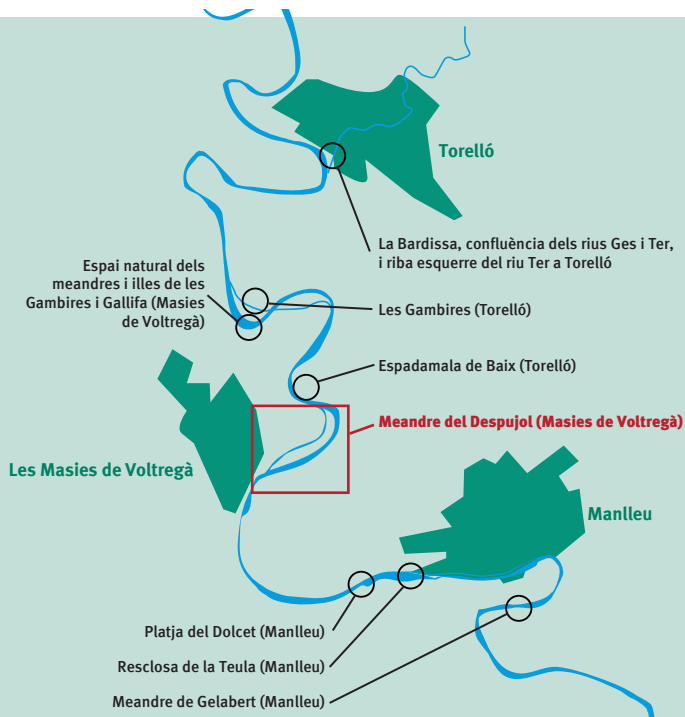 Torelló
La Bardissa, confluència dels rius Ges i Ter,
i riba esquerre del riu Ter a Torelló
Espai natural dels
meandres i illes de les
Gambires i Gallifa (Masies
de Voltregà)
Les Gambires (Torelló)
Espadamala de Baix (Torelló)
Meandre del Despujol (Masies de Voltregà)
Les Masies de Voltregà
Manlleu
Platja del Dolcet (Manlleu)
Resclosa de la Teula (Manlleu)
Meandre de Gelabert (Manlleu)